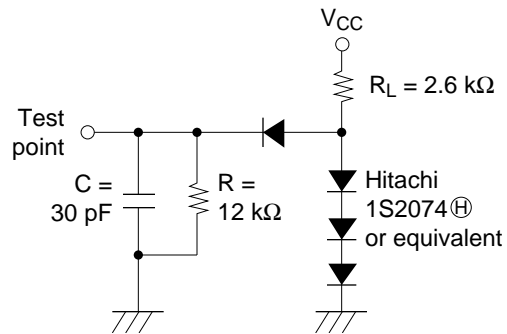 V_CC
R_L = 2.6 kΩ
Test
point
C =
30 pF
R =
12 kΩ
Hitachi
1S2074Ⓗ
or equivalent